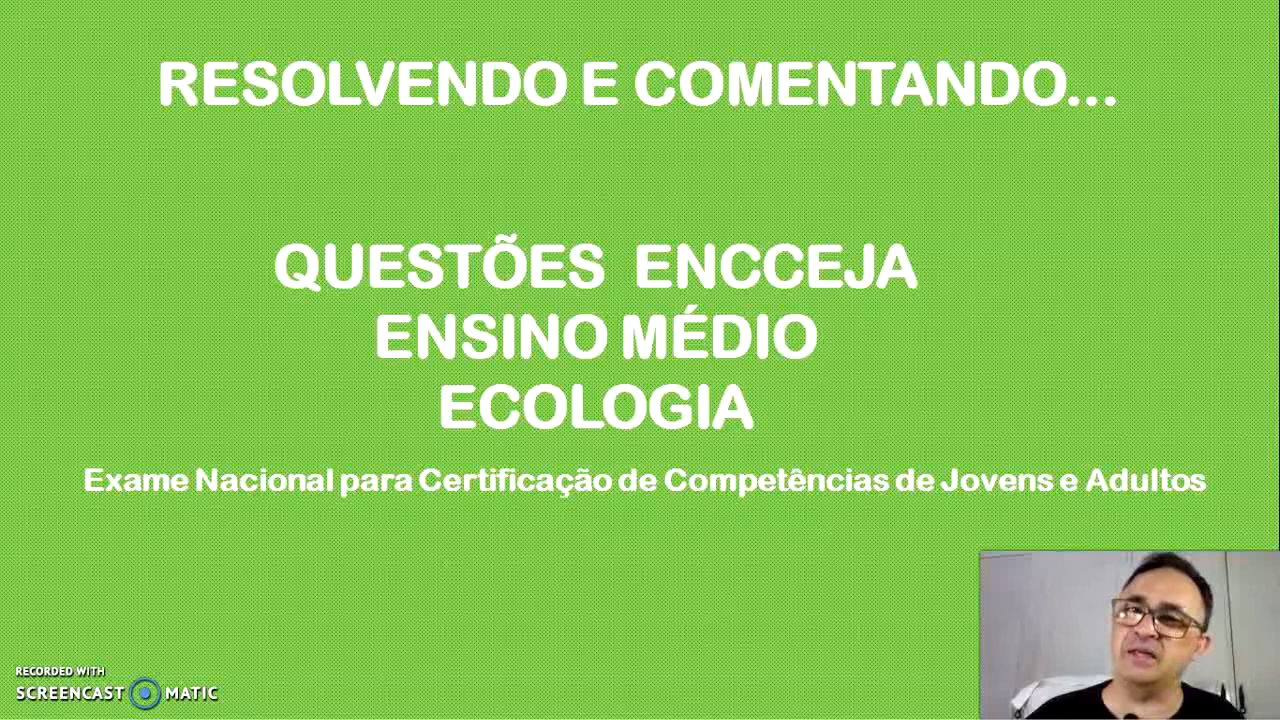 RESOLVENDO E COMENTANDO...
QUESTÕES ENCCEJA
ENSINO MÉDIO
ECOLOGIA
Exame Nacional para Certificação de Competências de Jovens e Adultos
RECORDED WITH
SCREENCAST MATIC